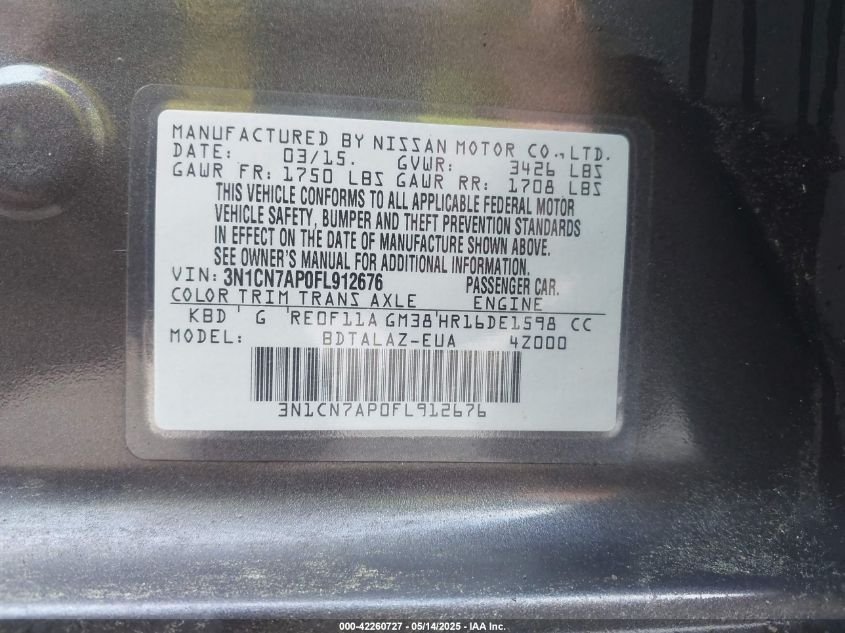 MANUFACTURED BY NISSAN MOTOR CO.,LTD.
DATE: 03/15. GVWR: 3426 LBS
GAWR FR: 1750 LBS GAWR RR: 1708 LBS
THIS VEHICLE CONFORMS TO ALL APPLICABLE FEDERAL MOTOR
VEHICLE SAFETY, BUMPER AND THEFT PREVENTION STANDARDS
IN EFFECT ON THE DATE OF MANUFACTURE SHOWN ABOVE.
SEE OWNER'S MANUAL FOR ADDITIONAL INFORMATION.
VIN: 3N1CN7AP0FL912676 PASSENGER CAR.
COLOR TRIM TRANS AXLE ENGINE
KBD G RE0F11A GM38 HR16DE1598 CC
MODEL: BDTALAZ-EUA 4Z000
3N1CN7AP0FL912676
000-42260727 — 05/14/2025 — IAA Inc.